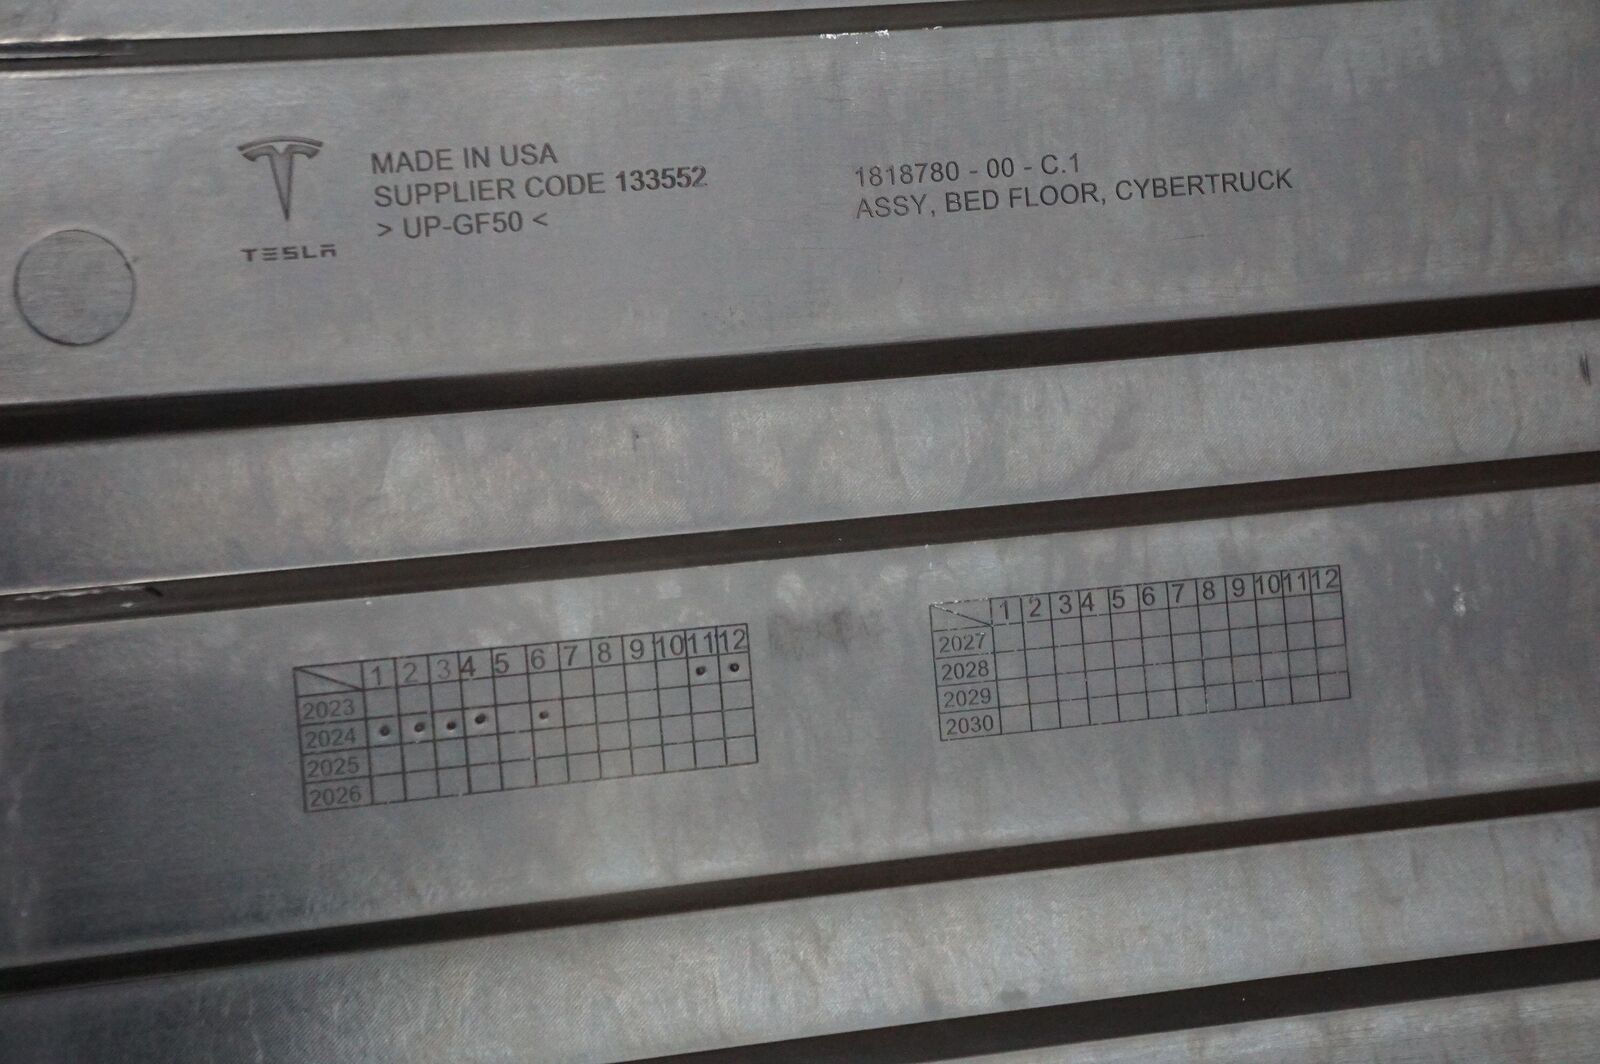 TESLA
MADE IN USA
SUPPLIER CODE 133552
> UP-GF50 <
1818780 - 00 - C.1
ASSY, BED FLOOR, CYBERTRUCK
1 2 3 4 5 6 7 8 9 10 11 12
2023
2024
2025
2026
1 2 3 4 5 6 7 8 9 10 11 12
2027
2028
2029
2030